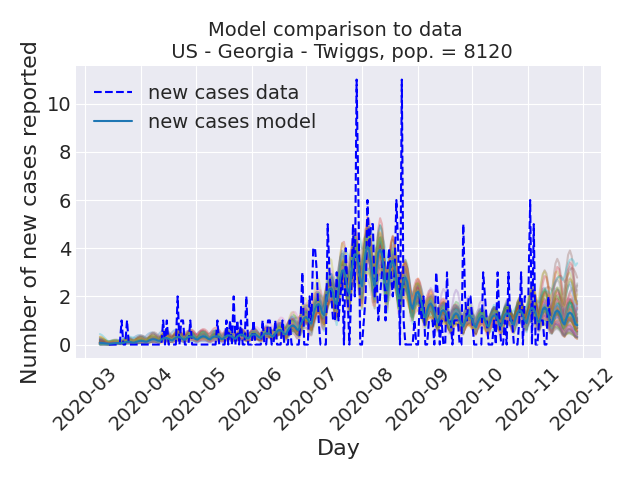 Model comparison to data
US - Georgia - Twiggs, pop. = 8120
Number of new cases reported
10
8
6
4
2
0
new cases data
new cases model
2020-03
2020-04
2020-05
2020-06
2020-07
2020-08
2020-09
2020-10
2020-11
2020-12
Day